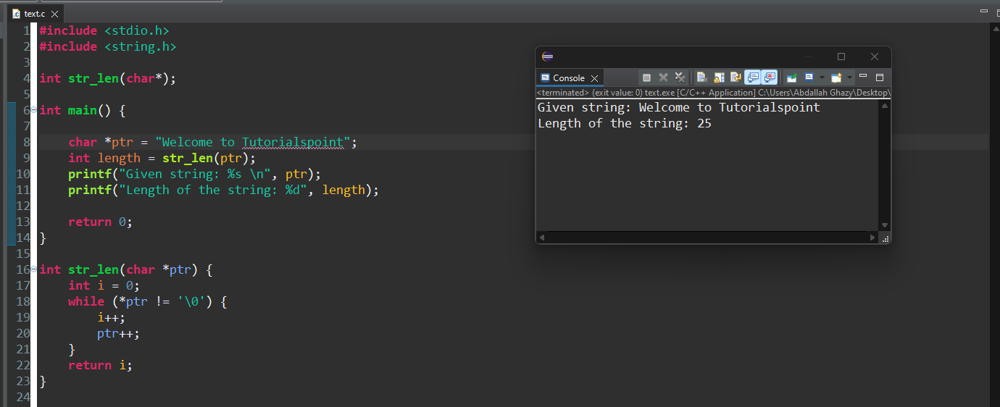 text.c
1 #include <stdio.h>
2 #include <string.h>
3
4 int str_len(char*);
5
6 int main() {
7
8     char *ptr = "Welcome to Tutorialspoint";
9     int length = str_len(ptr);
10     printf("Given string: %s \n", ptr);
11     printf("Length of the string: %d", length);
12
13     return 0;
14 }
15
16 int str_len(char *ptr) {
17     int i = 0;
18     while (*ptr != '\0') {
19         i++;
20         ptr++;
21     }
22     return i;
23 }
24
Console
<terminated> (exit value: 0) text.exe [C/C++ Application] C:\Users\Abdallah Ghazy\Desktop\
Given string: Welcome to Tutorialspoint
Length of the string: 25